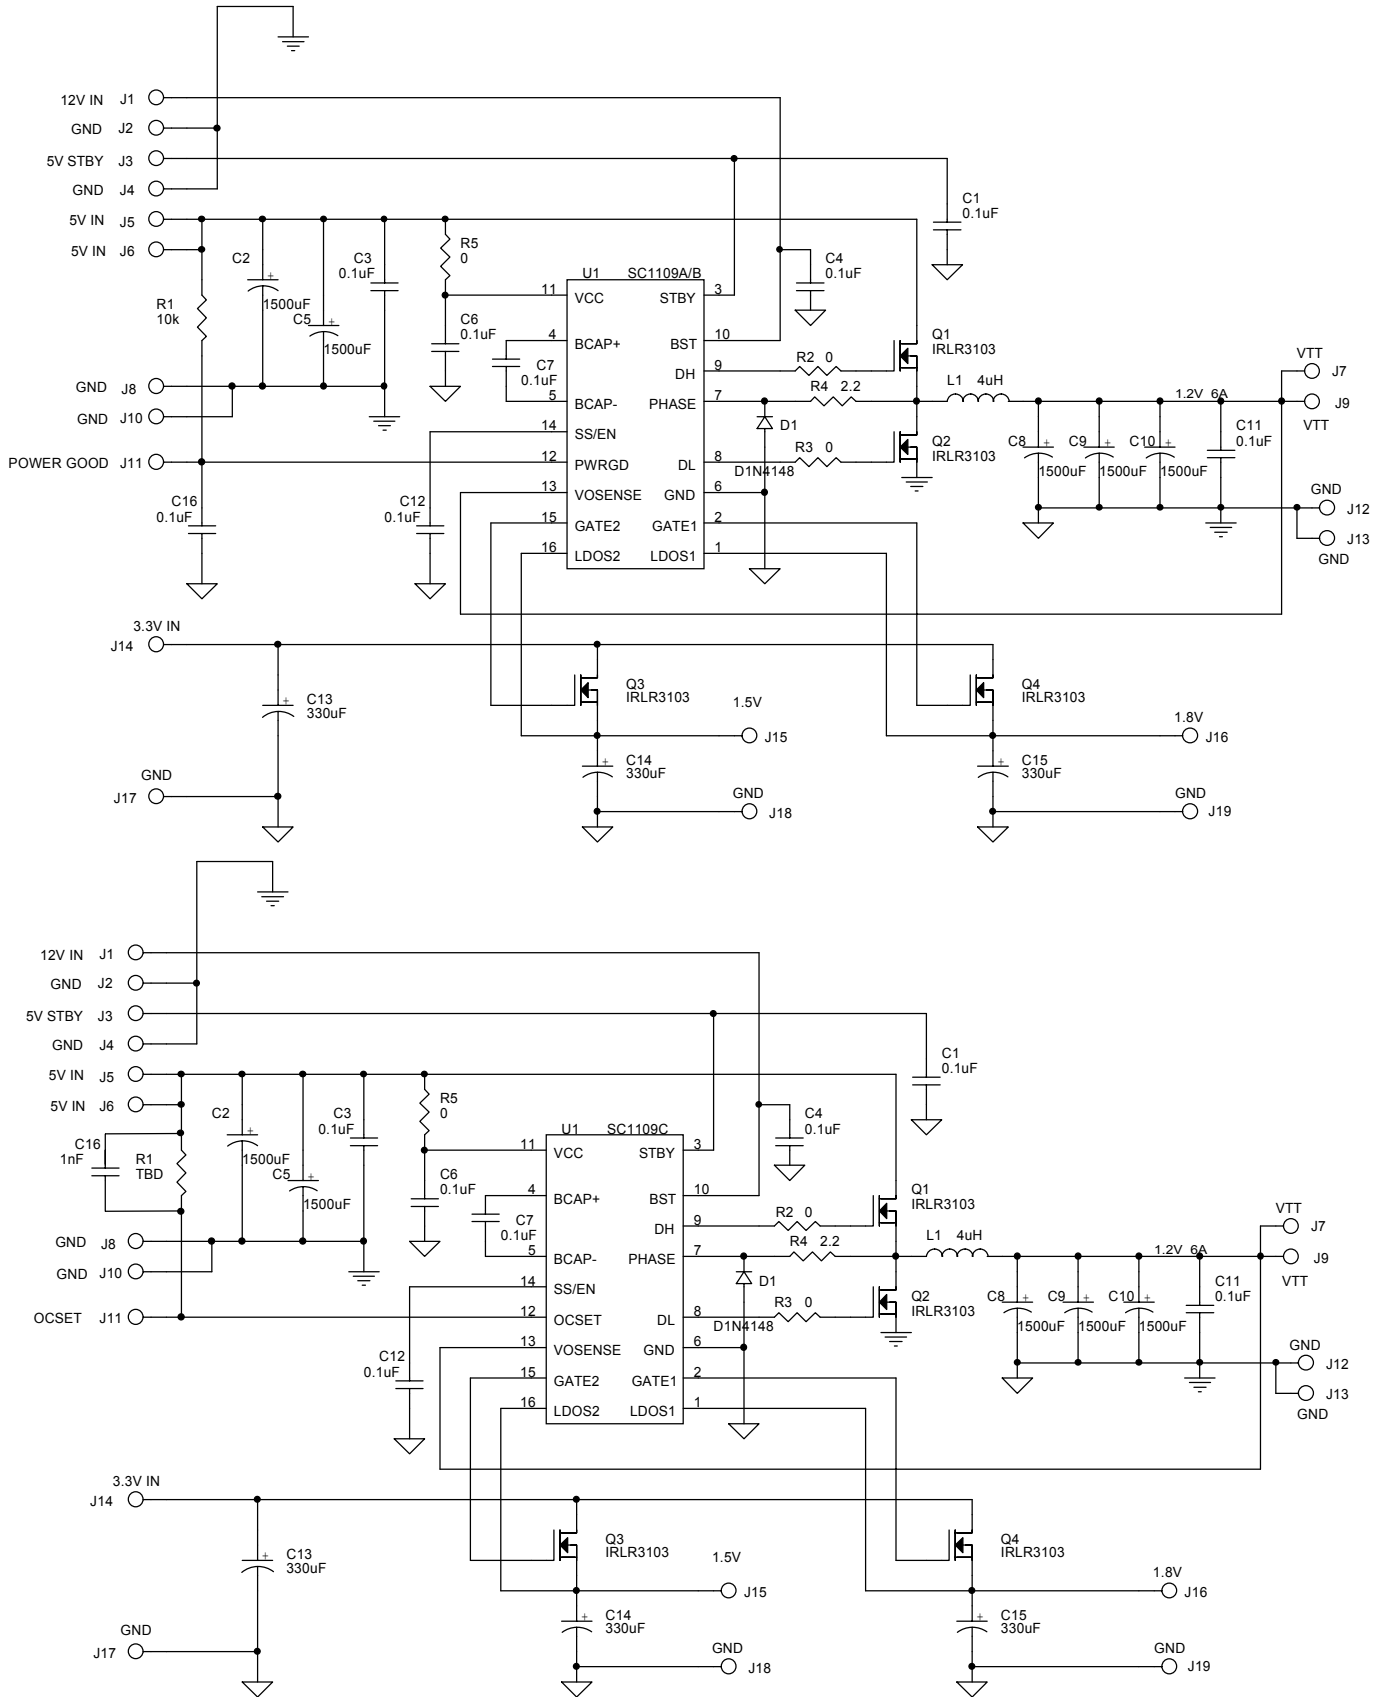 12V IN J1
GND J2
5V STBY J3
GND J4
5V IN J5
5V IN J6
C1
0.1uF
C2
1500uF
C5
1500uF
C3
0.1uF
R5
0
C4
0.1uF
R1
10k
C6
0.1uF
C7
0.1uF
U1 SC1109A/B
11 VCC STBY 3
4 BCAP+ BST 10
DH 9
5 BCAP- PHASE 7
14 SS/EN
12 PWRGD DL 8
13 VOSENSE GND 6
15 GATE2 GATE1 2
16 LDOS2 LDOS1 1
R2 0
R4 2.2
R3 0
D1
D1N4148
Q1
IRLR3103
Q2
IRLR3103
L1 4uH
1.2V 6A
C8
1500uF
C9
1500uF
C10
1500uF
C11
0.1uF
VTT
J7
J9
VTT
GND
J12
J13
GND
GND J8
GND J10
POWER GOOD J11
C16
0.1uF
C12
0.1uF
3.3V IN
J14
C13
330uF
GND
J17
Q3
IRLR3103
1.5V
J15
C14
330uF
GND
J18
Q4
IRLR3103
1.8V
J16
C15
330uF
GND
J19
12V IN J1
GND J2
5V STBY J3
GND J4
5V IN J5
5V IN J6
C1
0.1uF
C2
1500uF
C5
1500uF
C3
0.1uF
R5
0
C4
0.1uF
C16
1nF
R1
TBD
C6
0.1uF
C7
0.1uF
U1 SC1109C
11 VCC STBY 3
4 BCAP+ BST 10
DH 9
5 BCAP- PHASE 7
14 SS/EN
12 OCSET DL 8
13 VOSENSE GND 6
15 GATE2 GATE1 2
16 LDOS2 LDOS1 1
R2 0
R4 2.2
R3 0
D1
D1N4148
Q1
IRLR3103
Q2
IRLR3103
L1 4uH
1.2V 6A
C8
1500uF
C9
1500uF
C10
1500uF
C11
0.1uF
VTT
J7
J9
VTT
GND
J12
J13
GND
GND J8
GND J10
OCSET J11
C12
0.1uF
3.3V IN
J14
C13
330uF
GND
J17
Q3
IRLR3103
1.5V
J15
C14
330uF
GND
J18
Q4
IRLR3103
1.8V
J16
C15
330uF
GND
J19